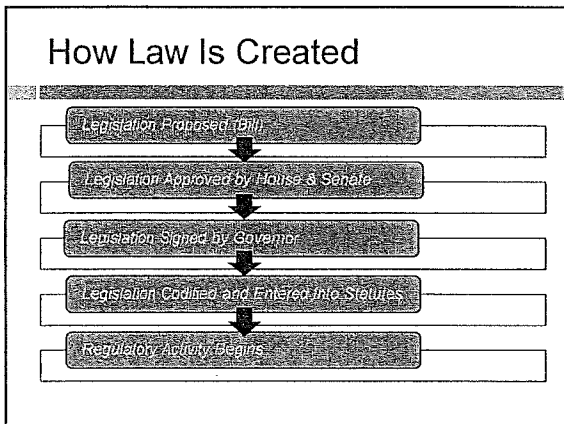 How Law Is Created
Legislation Proposed (Bill)
Legislation Approved by House & Senate
Legislation Signed by Governor
Legislation Codified and Entered into Statutes
Regulatory Activity Begins